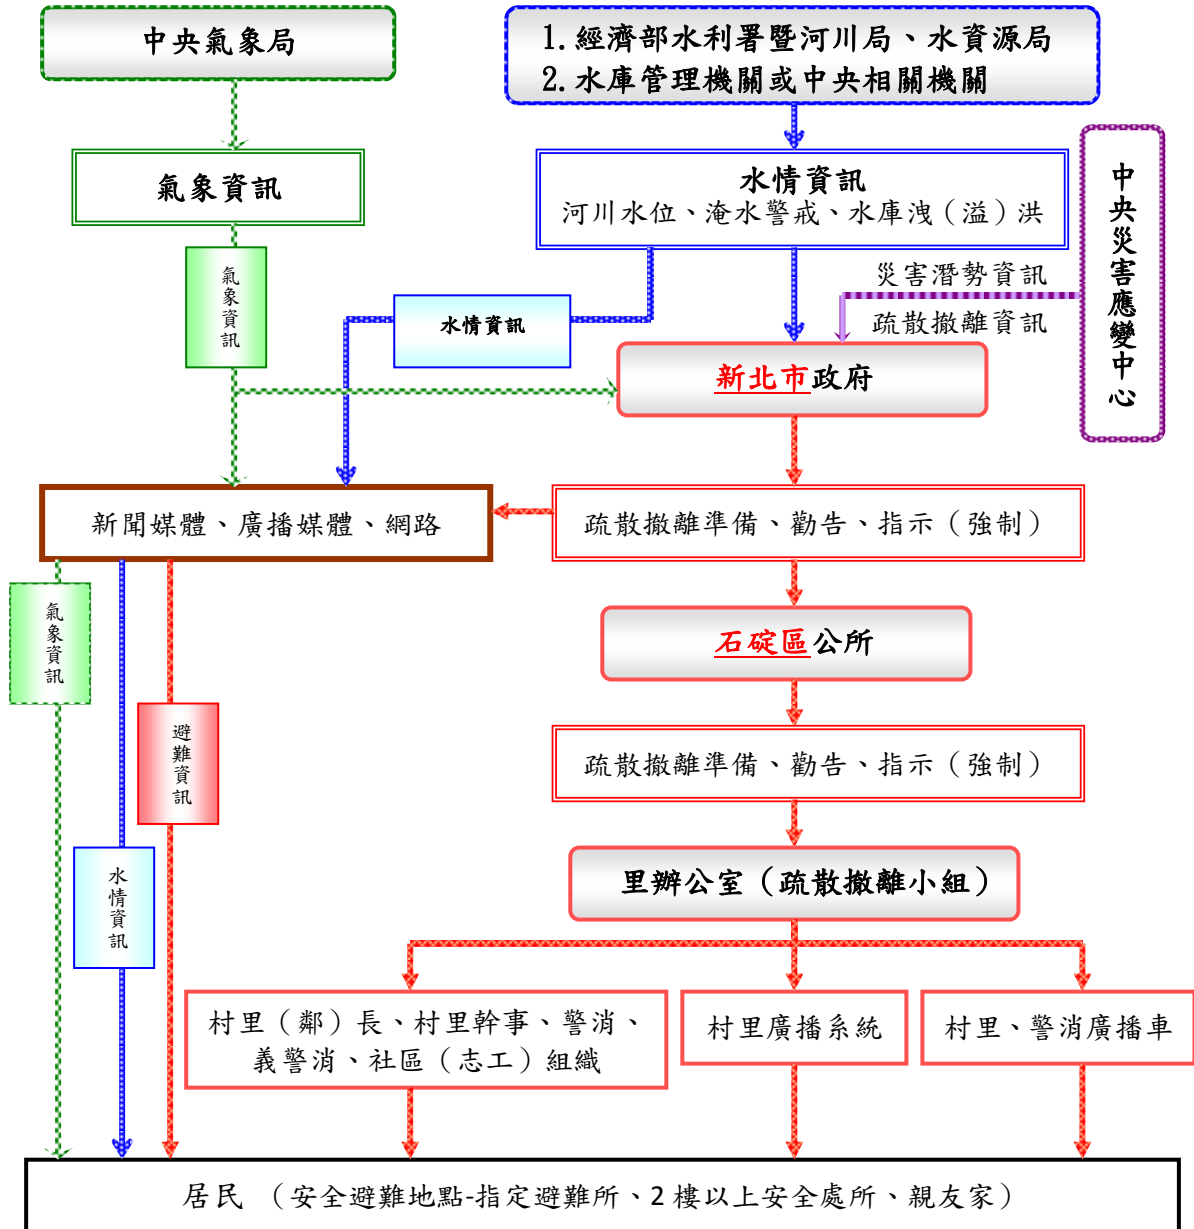 中央氣象局
1. 經濟部水利署暨河川局、水資源局
2. 水庫管理機關或中央相關機關
氣象資訊
水情資訊
河川水位、淹水警戒、水庫洩（溢）洪
中央災害應變中心
氣象資訊
水情資訊
災害潛勢資訊
疏散撤離資訊
新北市政府
新聞媒體、廣播媒體、網路
疏散撤離準備、勸告、指示（強制）
氣象資訊
石碇區公所
避難資訊
疏散撤離準備、勸告、指示（強制）
水情資訊
里辦公室（疏散撤離小組）
村里（鄰）長、村里幹事、警消、
義警消、社區（志工）組織
村里廣播系統
村里、警消廣播車
居民 （安全避難地點-指定避難所、2 樓以上安全處所、親友家）